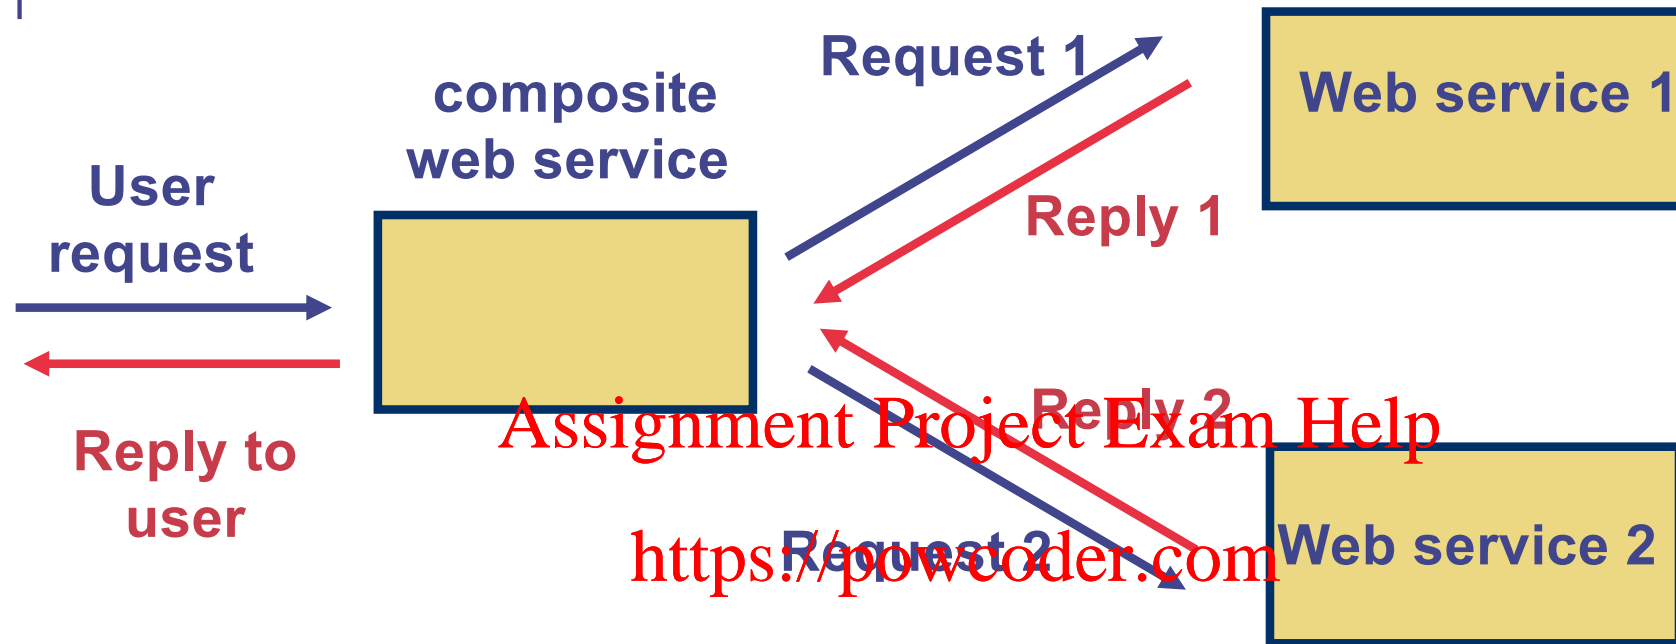 Request 1
Web service 1
composite
web service
User
request
Reply 1
Reply 2
Assignment Project Exam Help
Reply to
user
Request 2
https://powcoder.com
Web service 2